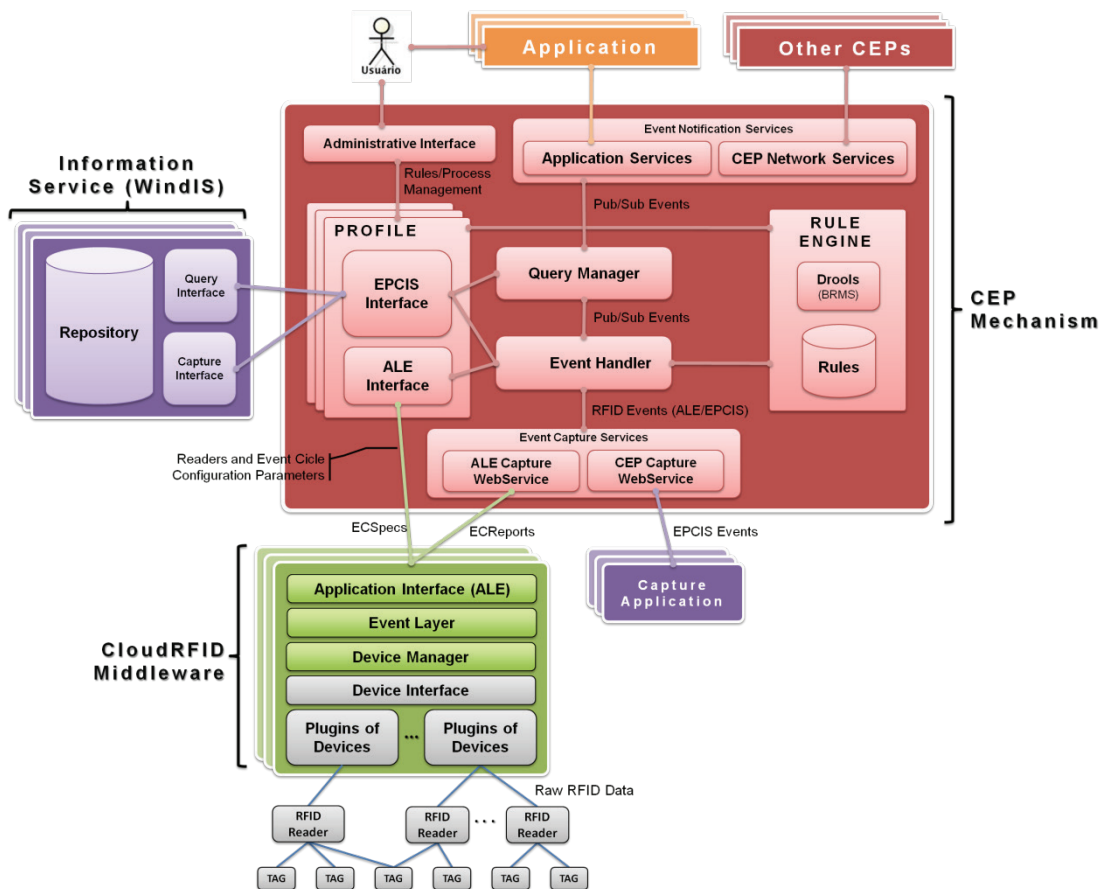 Usuário
Application
Other CEPs
Administrative Interface
Event Notification Services
Application Services
CEP Network Services
Information
Service (WindIS)
Rules/Process
Management
Pub/Sub Events
PROFILE
RULE
ENGINE
Repository
Query
Interface
Capture
Interface
EPCIS
Interface
ALE
Interface
Query Manager
Pub/Sub Events
Event Handler
Drools
(BRMS)
Rules
CEP
Mechanism
RFID Events (ALE/EPCIS)
Readers and Event Cicle
Configuration Parameters
Event Capture Services
ALE Capture
WebService
CEP Capture
WebService
ECSpecs
ECReports
EPCIS Events
Capture
Application
CloudRFID
Middleware
Application Interface (ALE)
Event Layer
Device Manager
Device Interface
Plugins of
Devices
...
Plugins of
Devices
Raw RFID Data
RFID
Reader
RFID
Reader
...
RFID
Reader
TAG
TAG
TAG
TAG
TAG
TAG